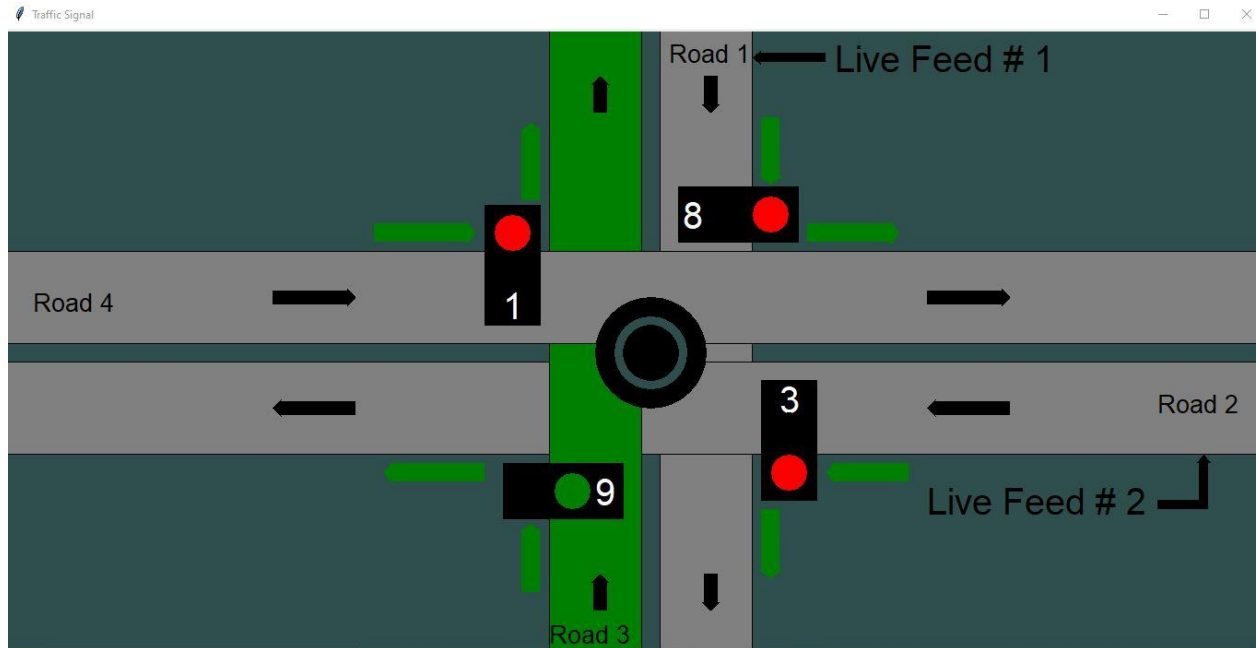 Traffic Signal
Road 1
Live Feed # 1
8
1
Road 4
3
Road 2
9
Live Feed # 2
Road 3